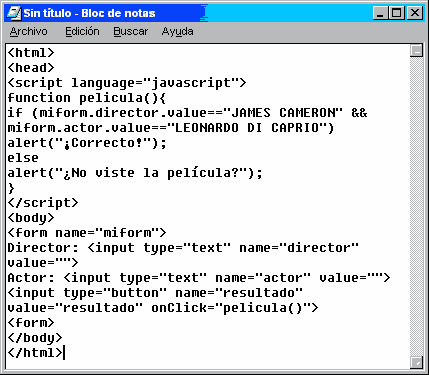 Sin título - Bloc de notas
Archivo Edición Buscar Ayuda
<html>
<head>
<script language="javascript">
function pelicula(){
if (miform.director.value=="JAMES CAMERON" &&
miform.actor.value=="LEONARDO DI CAPRIO")
alert("¡Correcto!");
else
alert("¿No viste la película?");
}
</script>
<body>
<form name="miform">
Director: <input type="text" name="director"
value="">
Actor: <input type="text" name="actor" value="">
<input type="button" name="resultado"
value="resultado" onClick="pelicula()">
<form>
</body>
</html>